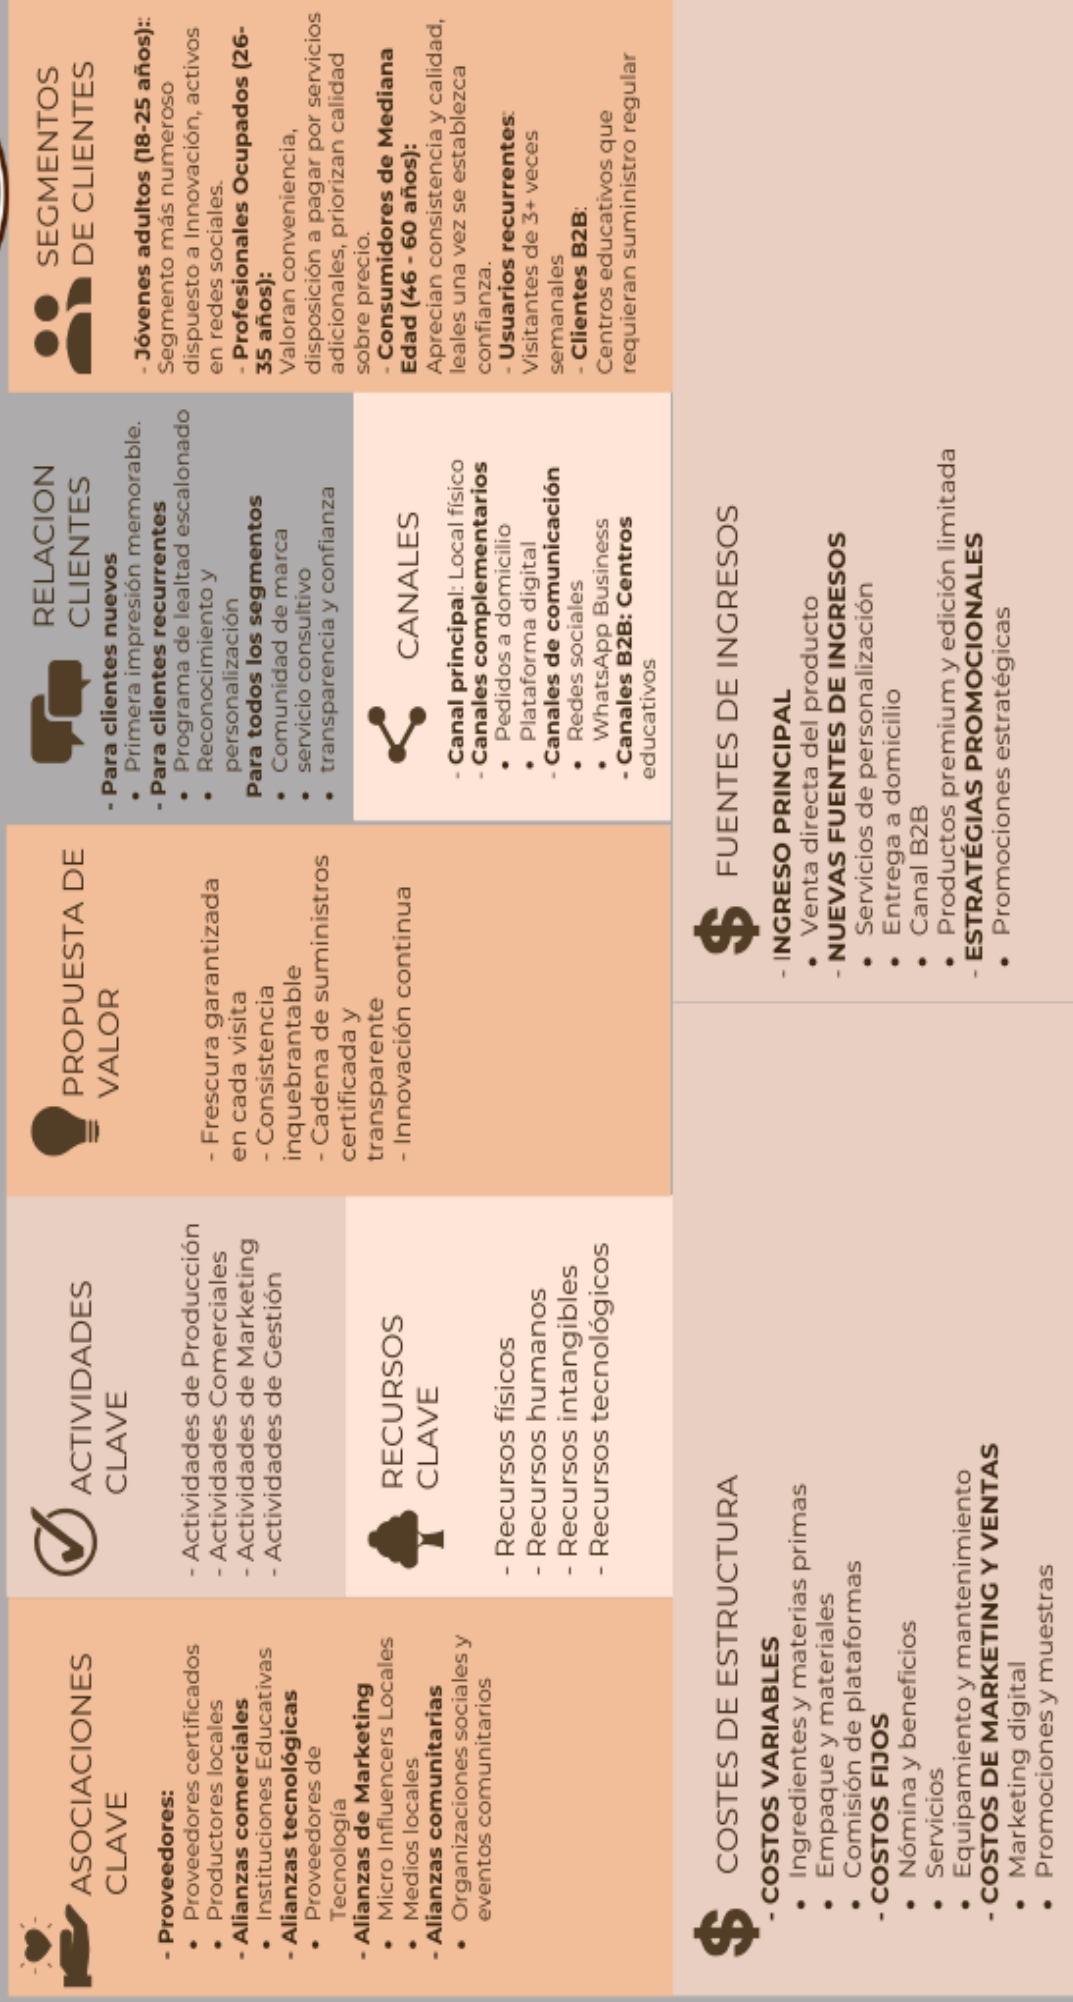 ASOCIACIONES
CLAVE
- Proveedores:
• Proveedores certificados
• Productores locales
- Alianzas comerciales
• Instituciones Educativas
- Alianzas tecnológicas
• Proveedores de
Tecnología
- Alianzas de Marketing
• Micro Influencers Locales
• Medios locales
- Alianzas comunitarias
• Organizaciones sociales y
eventos comunitarios
ACTIVIDADES
CLAVE
- Actividades de Producción
- Actividades Comerciales
- Actividades de Marketing
- Actividades de Gestión
RECURSOS
CLAVE
- Recursos físicos
- Recursos humanos
- Recursos intangibles
- Recursos tecnológicos
PROPUESTA DE
VALOR
- Frescura garantizada
en cada visita
- Consistencia
inquebrantable
- Cadena de suministros
certificada y
transparente
- Innovación continua
RELACION
CLIENTES
- Para clientes nuevos
• Primera impresión memorable.
- Para clientes recurrentes
• Programa de lealtad escalonado
• Reconocimiento y
personalización
Para todos los segmentos
• Comunidad de marca
• servicio consultivo
• transparencia y confianza
CANALES
- Canal principal: Local físico
- Canales complementarios
• Pedidos a domicilio
• Plataforma digital
- Canales de comunicación
• Redes sociales
• WhatsApp Business
- Canales B2B: Centros
educativos
SEGMENTOS
DE CLIENTES
- Jóvenes adultos (18-25 años)::
Segmento más numeroso
dispuesto a Innovación, activos
en redes sociales.
- Profesionales Ocupados (26-
35 años):
Valoran conveniencia,
disposición a pagar por servicios
adicionales, priorizan calidad
sobre precio.
- Consumidores de Mediana
Edad (46 - 60 años):
Aprecian consistencia y calidad,
leales una vez se establezca
confianza.
- Usuarios recurrentes:
Visitantes de 3+ veces
semanales
- Clientes B2B:
Centros educativos que
requieran suministro regular
COSTES DE ESTRUCTURA
- COSTOS VARIABLES
• Ingredientes y materias primas
• Empaque y materiales
• Comisión de plataformas
- COSTOS FIJOS
• Nómina y beneficios
• Servicios
• Equipamiento y mantenimiento
- COSTOS DE MARKETING Y VENTAS
• Marketing digital
• Promociones y muestras
FUENTES DE INGRESOS
- INGRESO PRINCIPAL
• Venta directa del producto
- NUEVAS FUENTES DE INGRESOS
• Servicios de personalización
• Entrega a domicilio
• Canal B2B
• Productos premium y edición limitada
- ESTRATÉGIAS PROMOCIONALES
• Promociones estratégicas